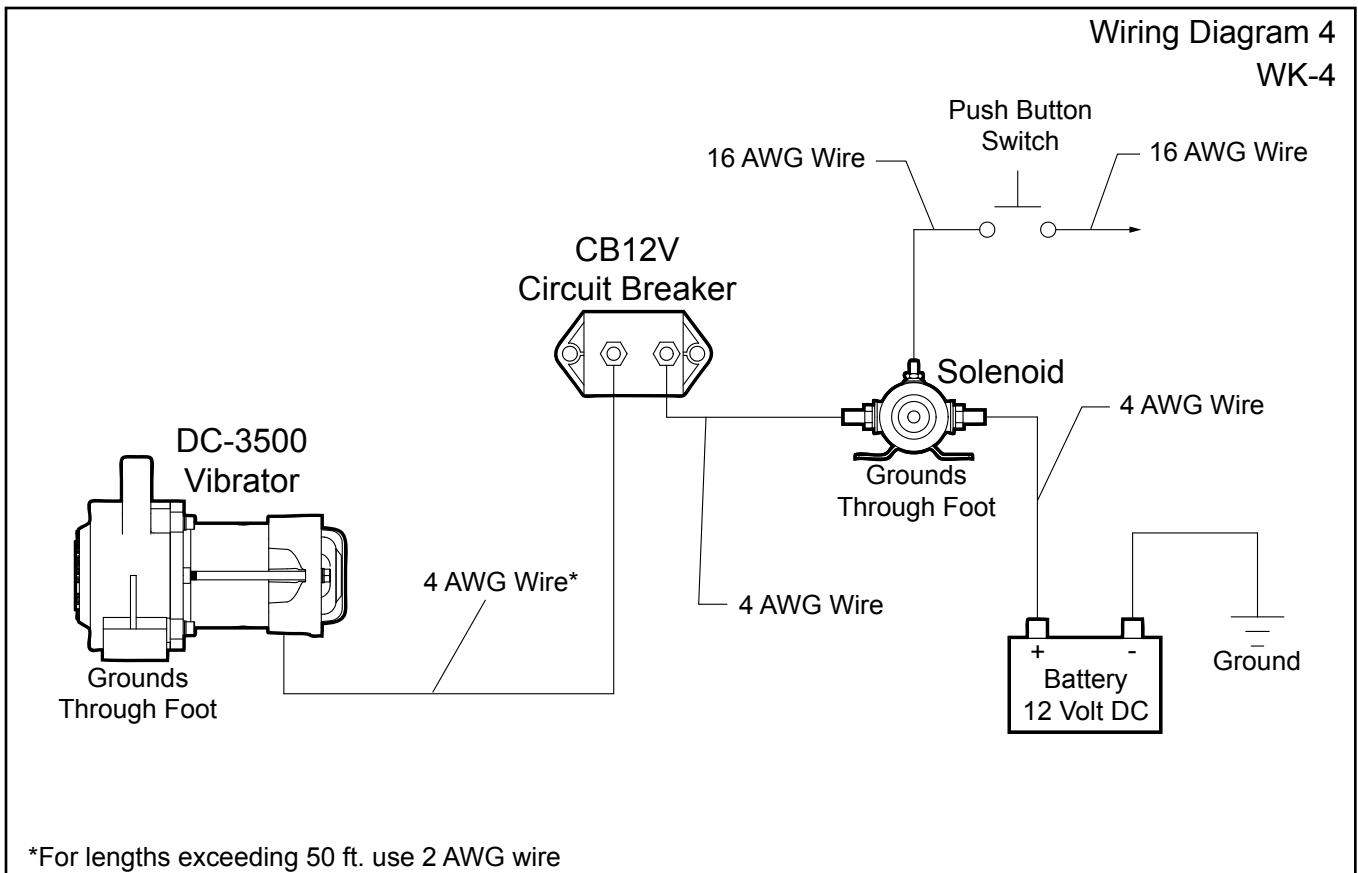 Wiring Diagram 4
WK-4
Push Button
Switch
16 AWG Wire
16 AWG Wire
CB12V
Circuit Breaker
Solenoid
4 AWG Wire
Grounds
Through Foot
DC-3500
Vibrator
4 AWG Wire*
4 AWG Wire
+ -
Battery
12 Volt DC
Ground
Grounds
Through Foot
*For lengths exceeding 50 ft. use 2 AWG wire